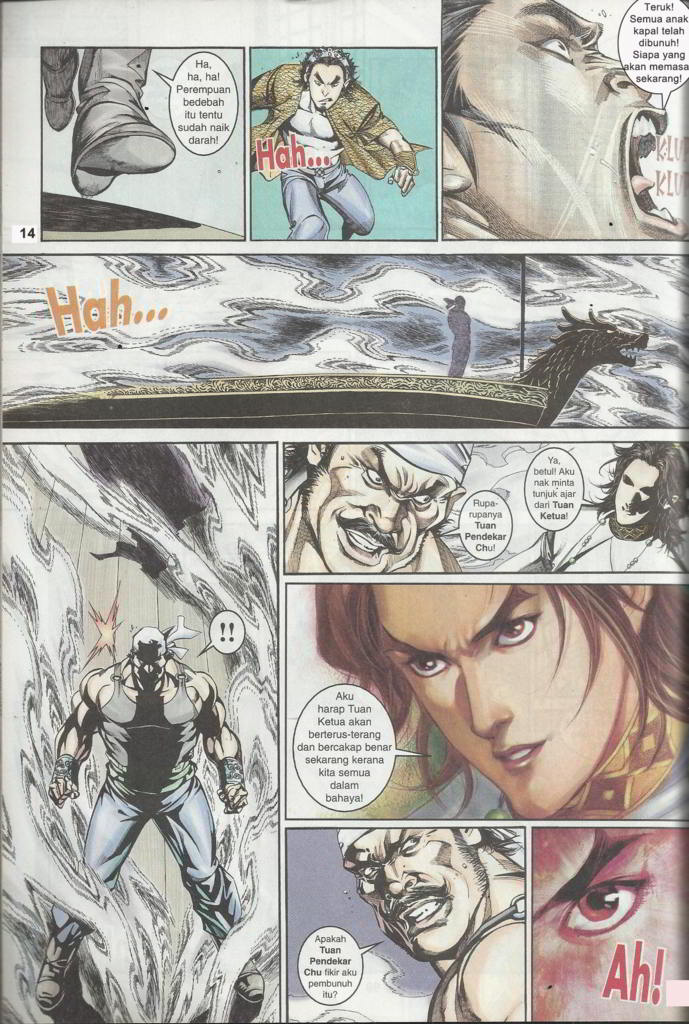 Ha,
ha, ha!
Perempuan
bedebah
itu tentu
sudah naik
darah!
Hah...
Teruk!
Semua anak
kapal telah
dibunuh!
Siapa yang
akan memasa
sekarang!
KLU
KLU
14
Hah...
!!
Rupa-
rupanya
Tuan
Pendekar
Chu!
Ya,
betul! Aku
nak minta
tunjuk ajar
dari Tuan
Ketua!
Aku
harap Tuan
Ketua akan
berterus-terang
dan bercakap benar
sekarang kerana
kita semua
dalam
bahaya!
Apakah
Tuan
Pendekar
Chu fikir aku
pembunuh
itu?
Ah!